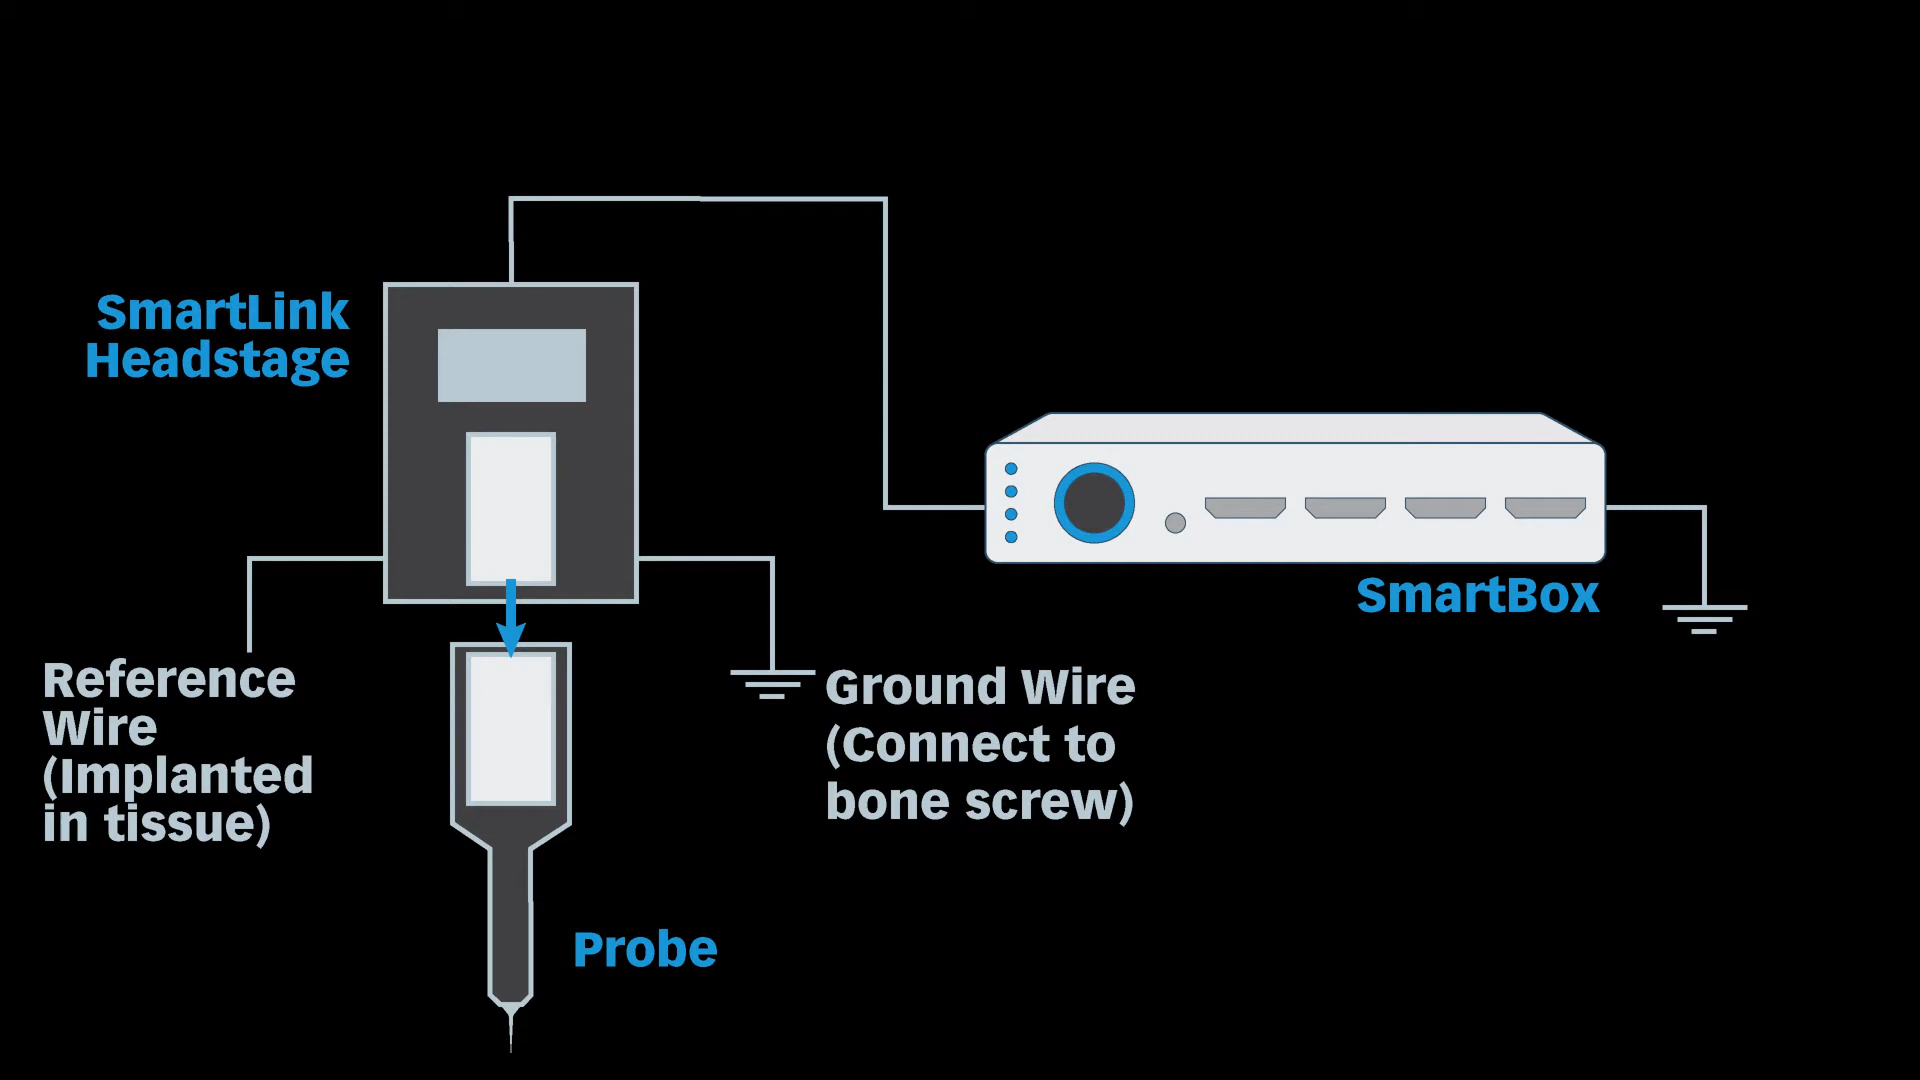 SmartLink
Headstage
SmartBox
Reference
Wire
(Implanted
in tissue)
Ground Wire
(Connect to
bone screw)
Probe